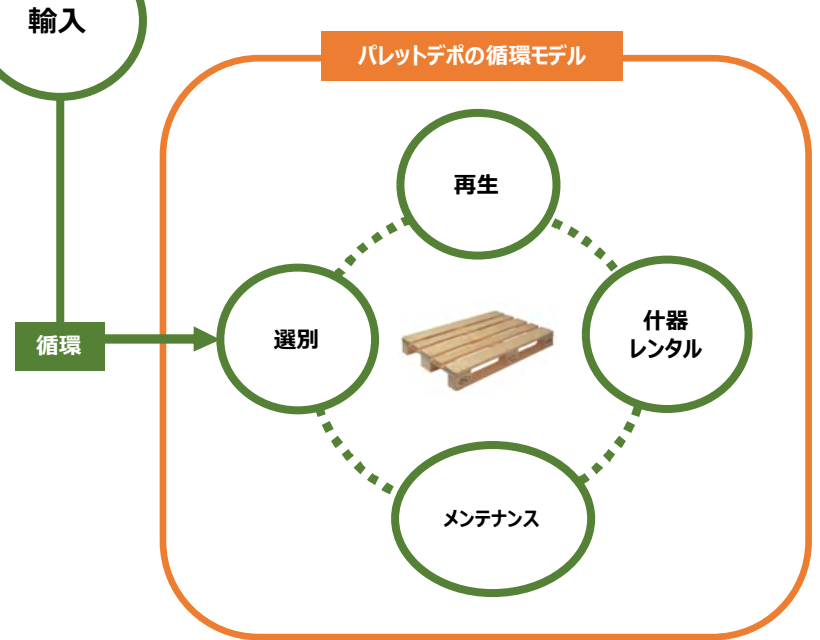 輸入
パレットデポの循環モデル
再生
什器
レンタル
選別
循環
メンテナンス